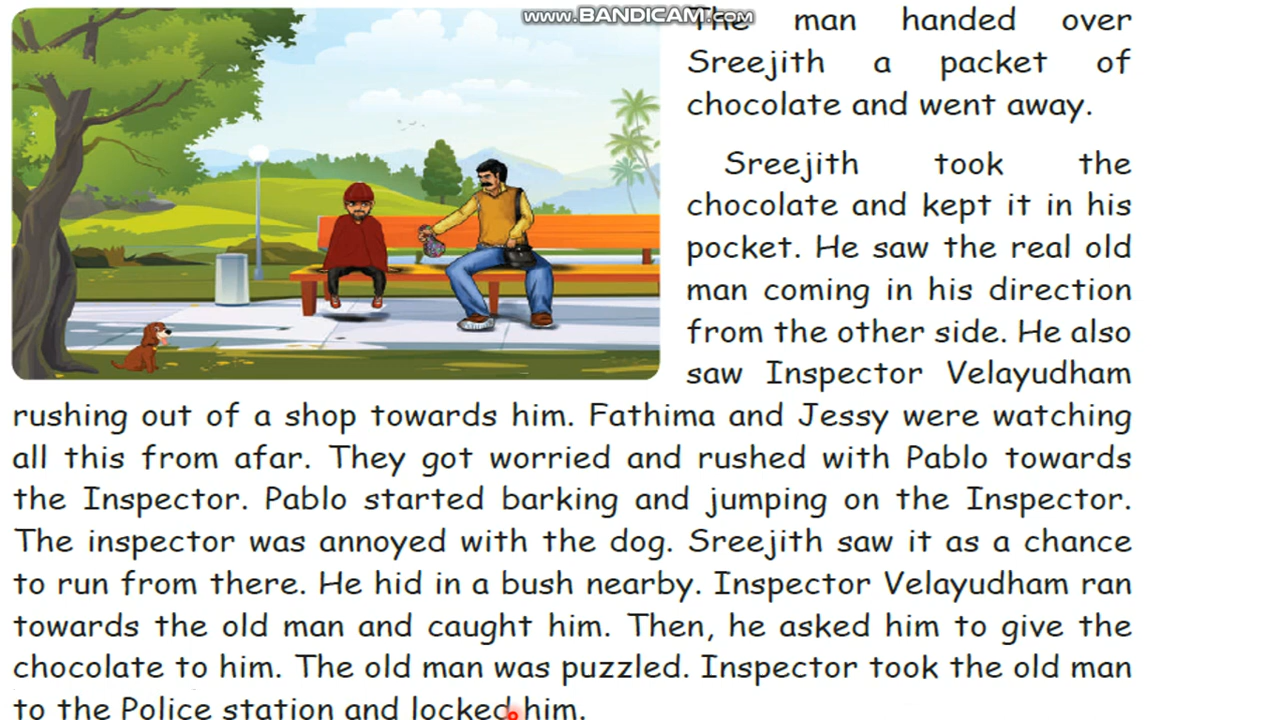 www.BANDICAM.com
The man handed over
Sreejith a packet of
chocolate and went away.
Sreejith took the
chocolate and kept it in his
pocket. He saw the real old
man coming in his direction
from the other side. He also
saw Inspector Velayudham
rushing out of a shop towards him. Fathima and Jessy were watching
all this from afar. They got worried and rushed with Pablo towards
the Inspector. Pablo started barking and jumping on the Inspector.
The inspector was annoyed with the dog. Sreejith saw it as a chance
to run from there. He hid in a bush nearby. Inspector Velayudham ran
towards the old man and caught him. Then, he asked him to give the
chocolate to him. The old man was puzzled. Inspector took the old man
to the Police station and locked him.